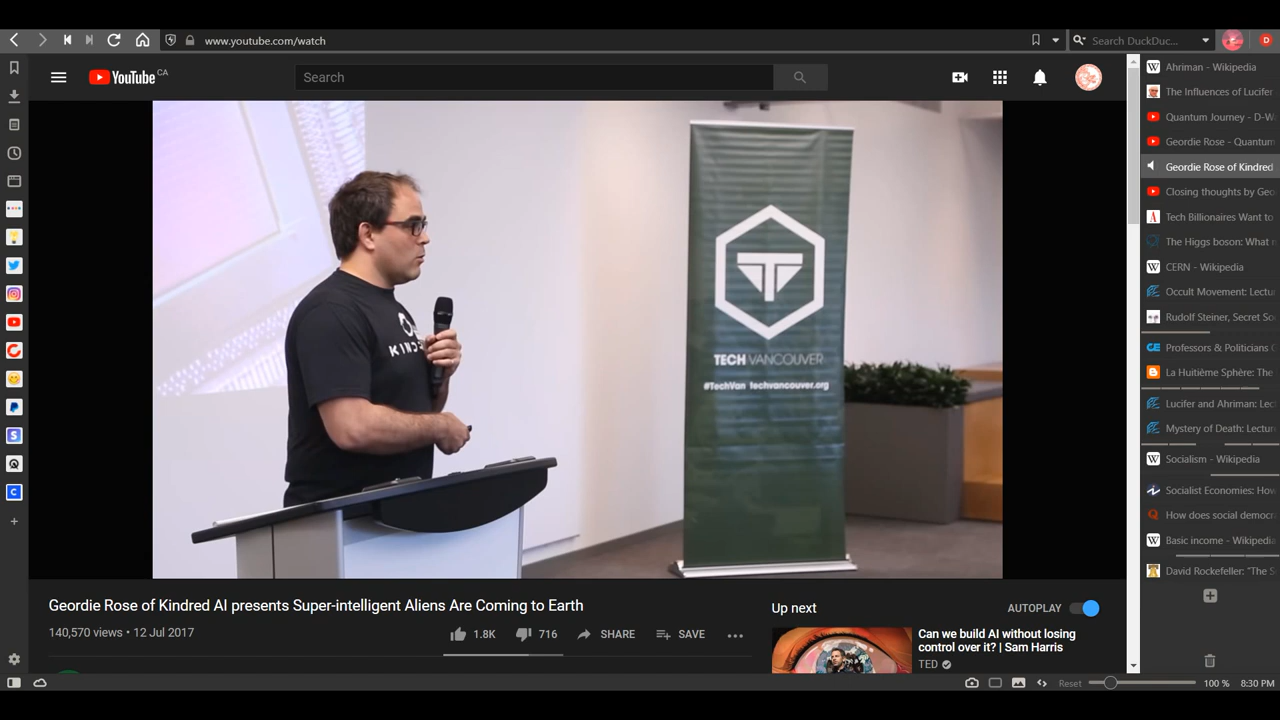 www.youtube.com/watch
Search DuckDuc...
D
YouTube CA
Search
KIND
TECH VANCOUVER
#TechVan techvancouver.org
Geordie Rose of Kindred AI presents Super-intelligent Aliens Are Coming to Earth
140,570 views • 12 Jul 2017
1.8K
716
SHARE
SAVE
Up next
AUTOPLAY
Can we build AI without losing
control over it? | Sam Harris
TED
Ahriman - Wikipedia
The Influences of Lucifer
Quantum Journey - D-W
Geordie Rose - Quantum
Geordie Rose of Kindred
Closing thoughts by Geo
Tech Billionaires Want to
The Higgs boson: What
CERN - Wikipedia
Occult Movement: Lectu
Rudolf Steiner, Secret So
Professors & Politicians
La Huitième Sphère: The
Lucifer and Ahriman: Lec
Mystery of Death: Lectur
Socialism - Wikipedia
Socialist Economies: How
How does social democr
Basic income - Wikipedia
David Rockefeller: "The S
Reset
100 %
8:30 PM